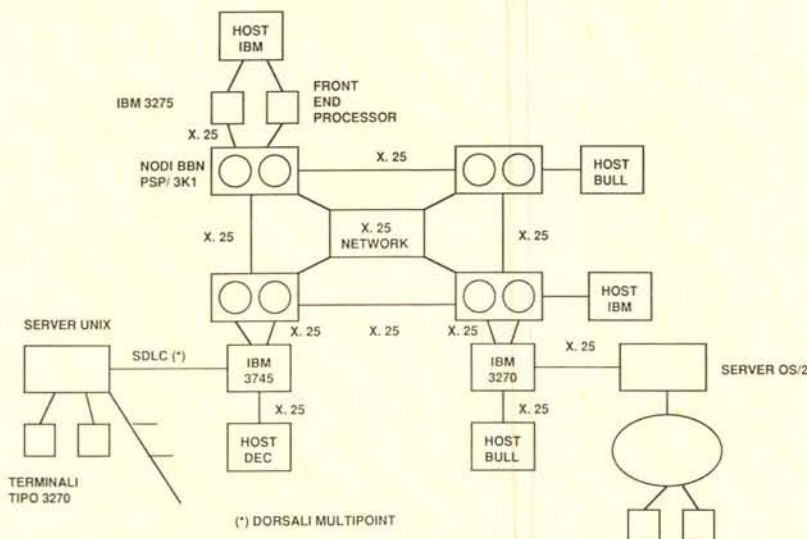 HOST
IBM
IBM 3275
FRONT
END
PROCESSOR
X. 25
NODI BBN
PSP/ 3K1
X. 25
HOST
BULL
X. 25
X. 25
NETWORK
X. 25
HOST
IBM
X. 25
X. 25
X. 25
SERVER UNIX
SDLC (*)
IBM
3745
IBM
3270
X. 25
SERVER OS/2
X. 25
X. 25
HOST
DEC
HOST
BULL
TERMINALI
TIPO 3270
(*) DORSALI MULTIPOINT